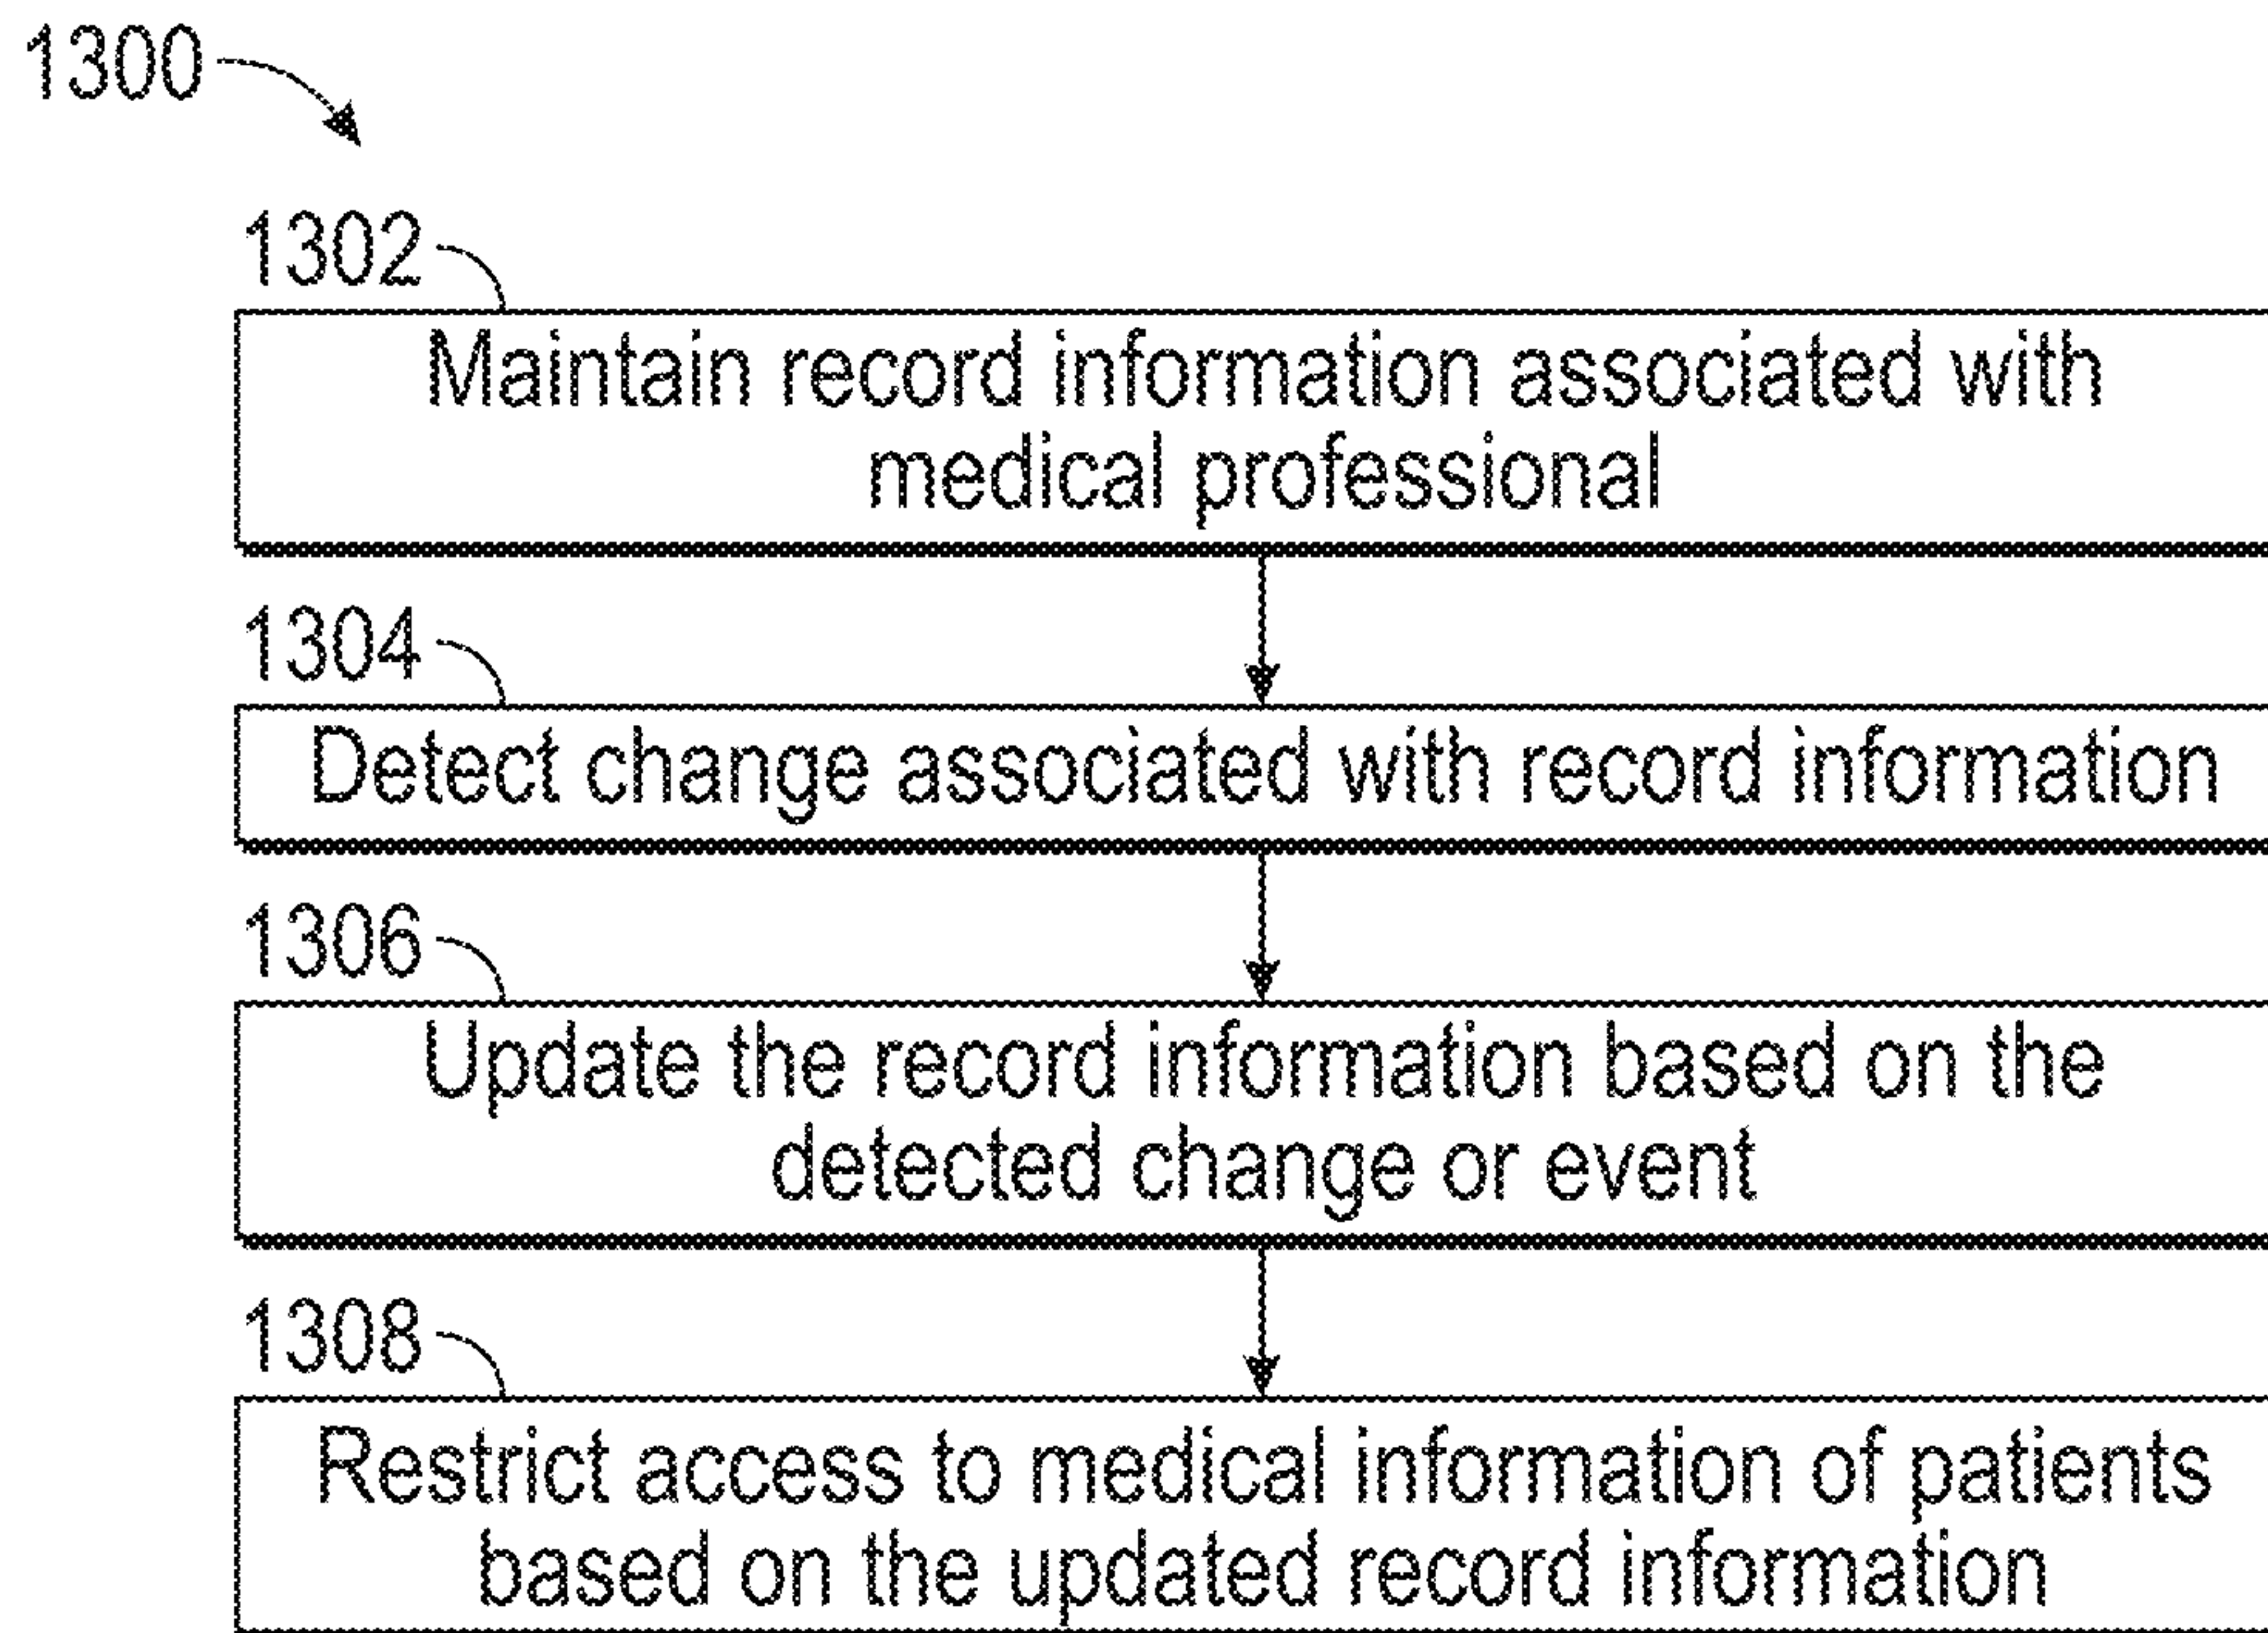 1300
1302
Maintain record information associated with
medical professional
1304
Detect change associated with record information
1306
Update the record information based on the
detected change or event
1308
Restrict access to medical information of patients
based on the updated record information